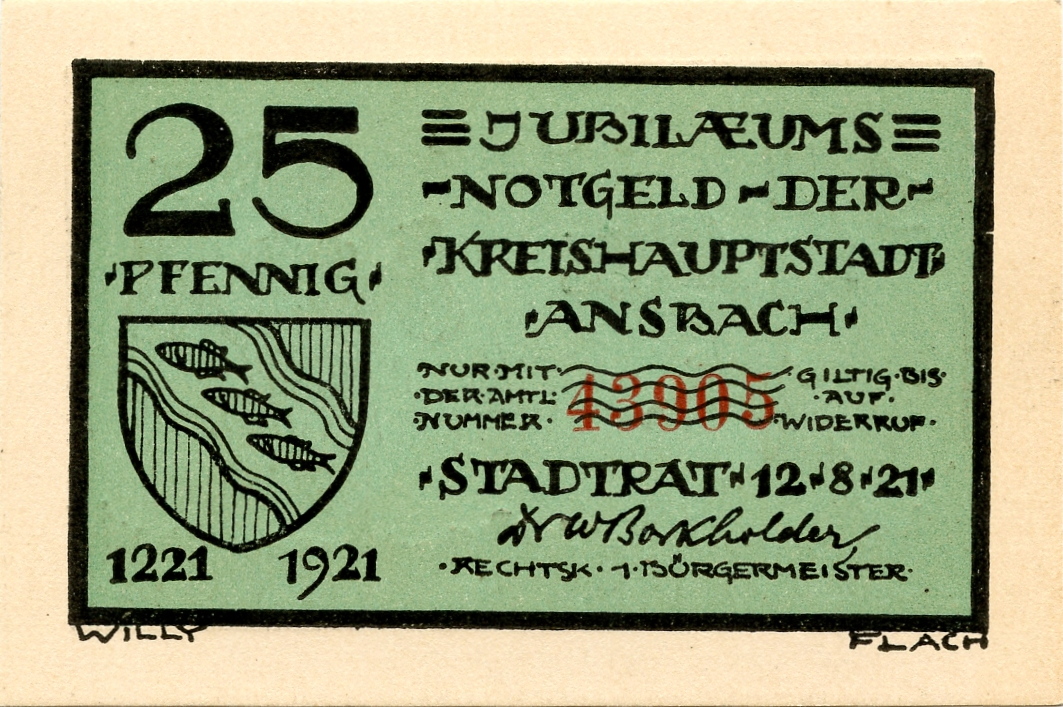 25
PFENNIG
1221 1921
JUBILÆUMS
NOTGELD - DER
KREISHAUPTSTADT
ANSBACH
NUR·MIT·
·DER·AMTL·
NUMMER·
43905
GILTIG·BIS·
·AUF·
·WIDERRUF·
·STADTRAT·12·8·21·
Dr W Borkholder
·RECHTSK·1·BÜRGERMEISTER·
WILLY
FLACH